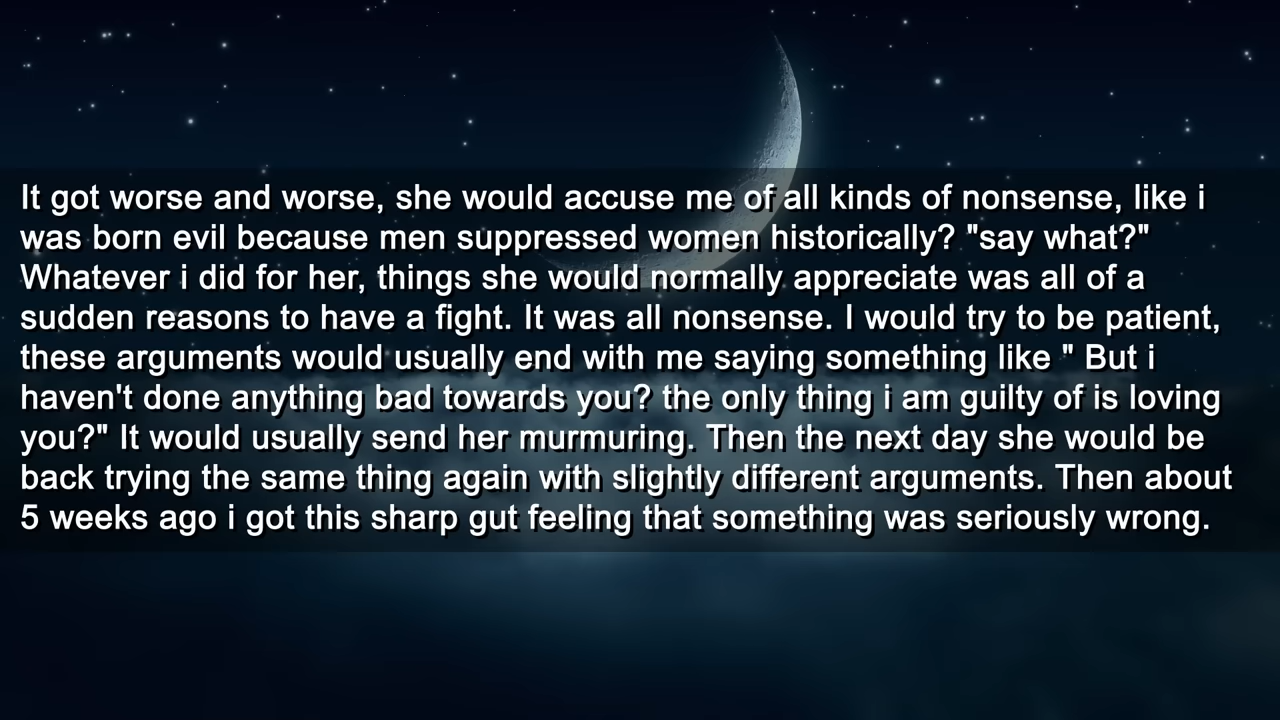 It got worse and worse, she would accuse me of all kinds of nonsense, like i
was born evil because men suppressed women historically? "say what?"
Whatever i did for her, things she would normally appreciate was all of a
sudden reasons to have a fight. It was all nonsense. I would try to be patient,
these arguments would usually end with me saying something like " But i
haven't done anything bad towards you? the only thing i am guilty of is loving
you?" It would usually send her murmuring. Then the next day she would be
back trying the same thing again with slightly different arguments. Then about
5 weeks ago i got this sharp gut feeling that something was seriously wrong.